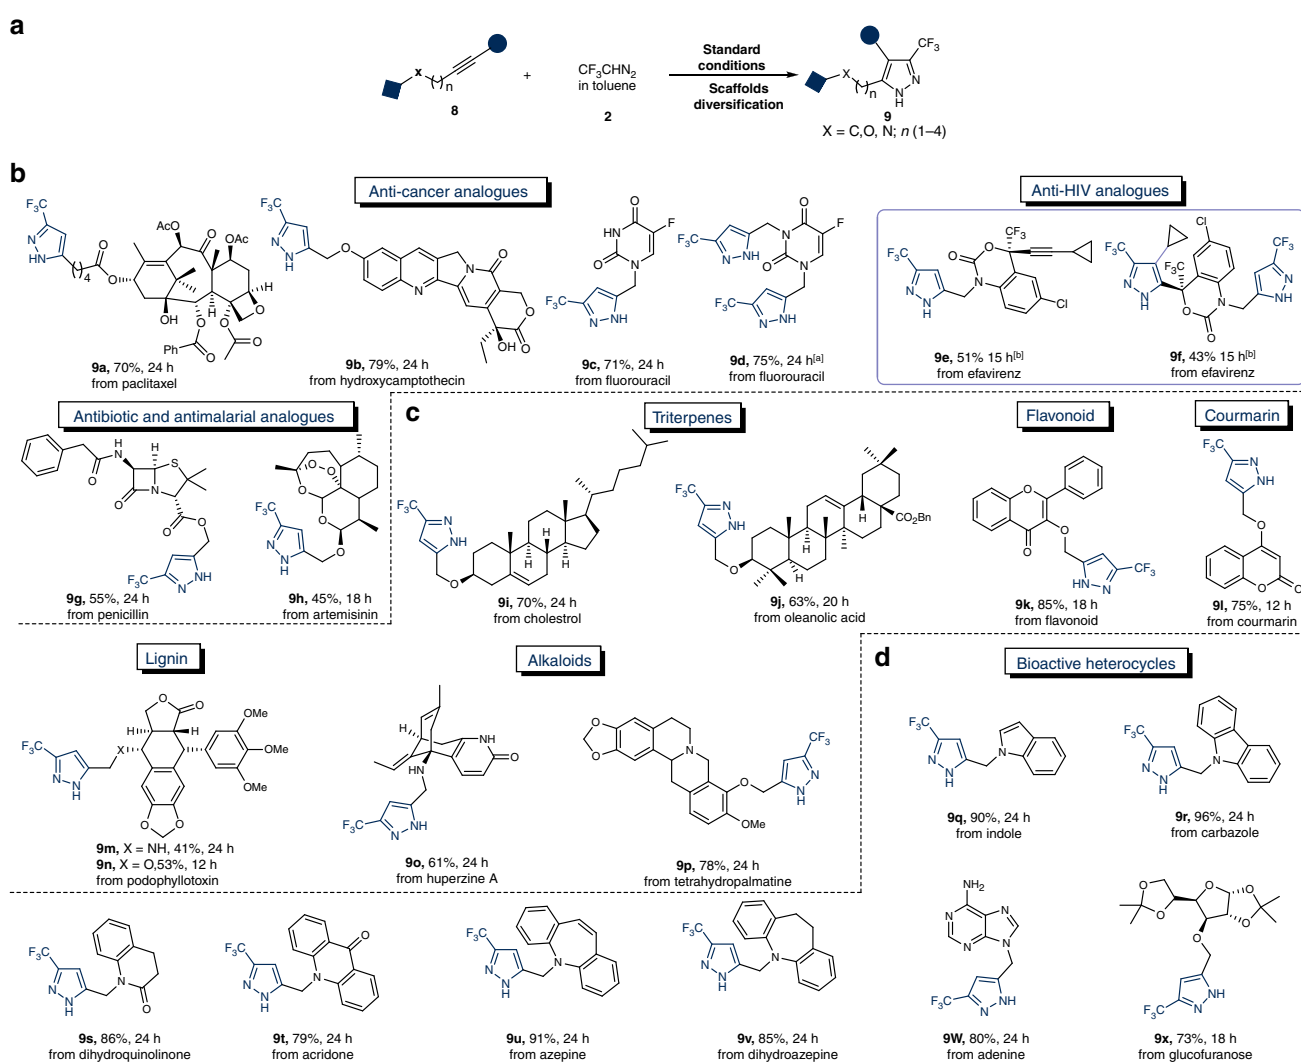 a
x
( )n
8
+
CF3CHN2
in toluene
2
Standard
conditions
Scaffolds
diversification
CF3
X
( )n
N
N
H
9
X = C,O, N; n (1–4)
b
Anti-cancer analogues
Anti-HIV analogues
9a, 70%, 24 h
from paclitaxel
9b, 79%, 24 h
from hydroxycamptothecin
9c, 71%, 24 h
from fluorouracil
9d, 75%, 24 h[a]
from fluorouracil
9e, 51% 15 h[b]
from efavirenz
9f, 43% 15 h[b]
from efavirenz
Antibiotic and antimalarial analogues
9g, 55%, 24 h
from penicillin
9h, 45%, 18 h
from artemisinin
c
Triterpenes
Flavonoid
Courmarin
9i, 70%, 24 h
from cholestrol
9j, 63%, 20 h
from oleanolic acid
9k, 85%, 18 h
from flavonoid
9l, 75%, 12 h
from courmarin
Lignin
Alkaloids
9m, X = NH, 41%, 24 h
9n, X = O,53%, 12 h
from podophyllotoxin
9o, 61%, 24 h
from huperzine A
9p, 78%, 24 h
from tetrahydropalmatine
d
Bioactive heterocycles
9q, 90%, 24 h
from indole
9r, 96%, 24 h
from carbazole
9s, 86%, 24 h
from dihydroquinolinone
9t, 79%, 24 h
from acridone
9u, 91%, 24 h
from azepine
9v, 85%, 24 h
from dihydroazepine
9W, 80%, 24 h
from adenine
9x, 73%, 18 h
from glucofuranose